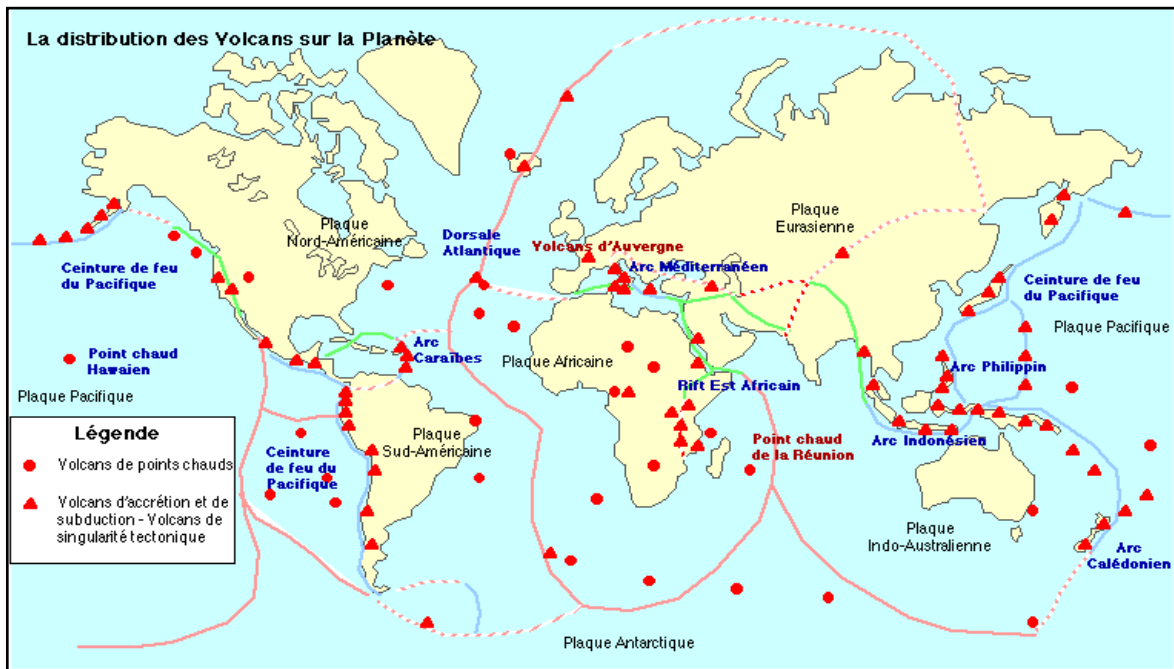 La distribution des Volcans sur la Planète
Plaque
Nord-Américaine
Dorsale
Atlantique
Plaque
Eurasienne
Volcans d'Auvergne
Arc Méditerranéen
Ceinture de feu
du Pacifique
Ceinture de feu
du Pacifique
Plaque Pacifique
Point chaud
Hawaien
Arc
Caraïbes
Plaque Africaine
Rift Est Africain
Arc Philippin
Plaque Pacifique
Légende
Volcans de points chauds
Volcans d'accrétion et de
subduction - Volcans de
singularité tectonique
Ceinture
de feu du
Pacifique
Plaque
Sud-Américaine
Point chaud
de la Réunion
Arc Indonésien
Plaque
Indo-Australienne
Arc
Calédonien
Plaque Antarctique